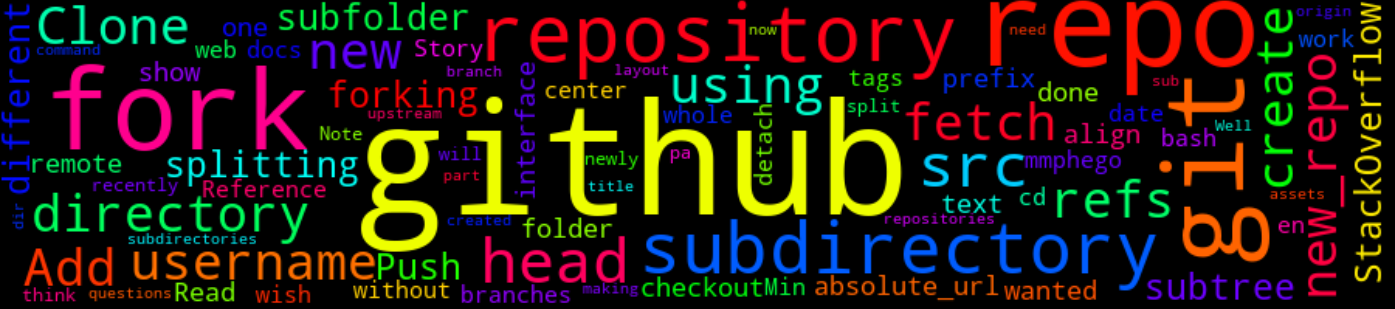 different
Clone
one
subfolder
repository
now
repo
need
origin
command
web
docs
new
Story
work
show
branch
layout
using
tags
prefix
sub
fork
forking
upstream
center
interface
whole
split
done
date
git
create
new_repo
StackOverflow
Note
github
detach
fetch
align
bash
Well
remote
splitting
will
newly
pa
src
mmphego
recently
Reference
part
title
text
cd
refs
assets
dir
directory
created
folder
repositories
en
subdirectories
Add
username
Push
head
subdirectory
think
questions
Read
wish
without
branches
making
checkout
Min
absolute_url
wanted
subtree